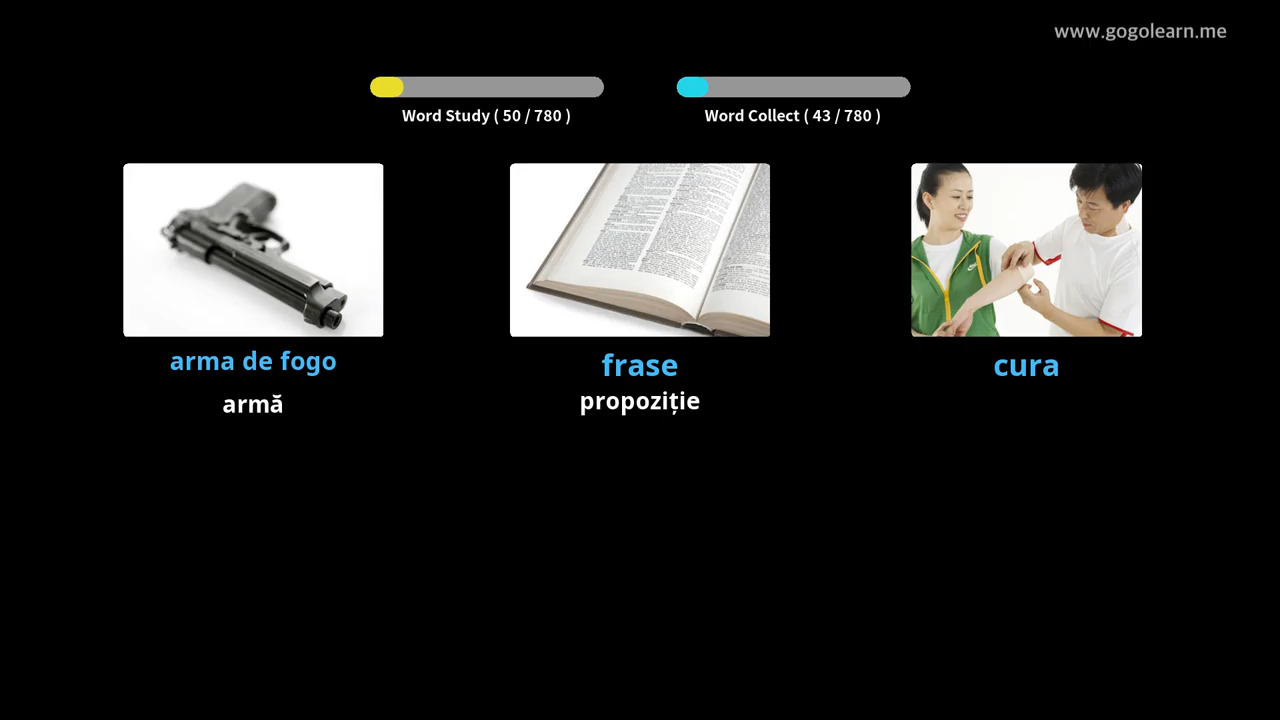 www.gogolearn.me
Word Study ( 50 / 780 )
Word Collect ( 43 / 780 )
arma de fogo
frase
cura
armă
propoziție